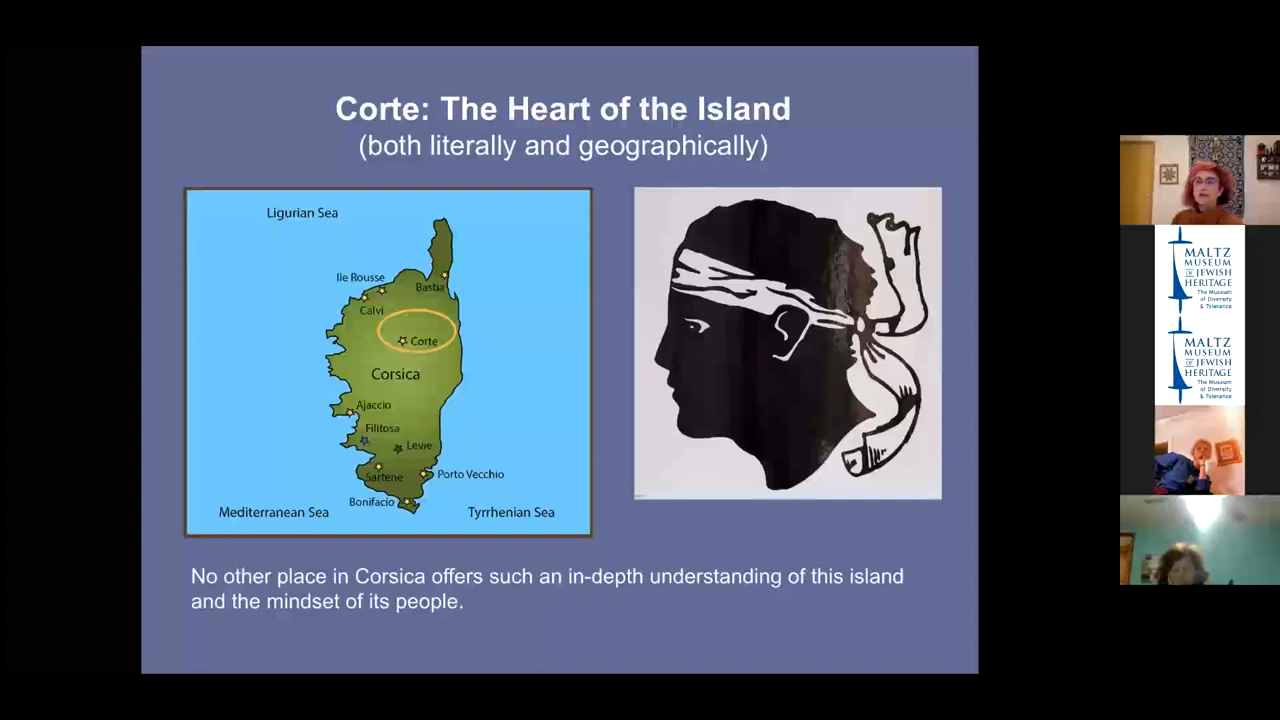 Corte: The Heart of the Island
(both literally and geographically)
Ligurian Sea
Ile Rousse
Bastia
Calvi
Corte
Corsica
Ajaccio
Filitosa
Levie
Sartene
Porto Vecchio
Bonifacio
Mediterranean Sea
Tyrrhenian Sea
No other place in Corsica offers such an in-depth understanding of this island
and the mindset of its people.
MALTZ
MUSEUM
OF JEWISH
HERITAGE
The Museum
of Diversity
& Tolerance
MALTZ
MUSEUM
OF JEWISH
HERITAGE
The Museum
of Diversity
& Tolerance